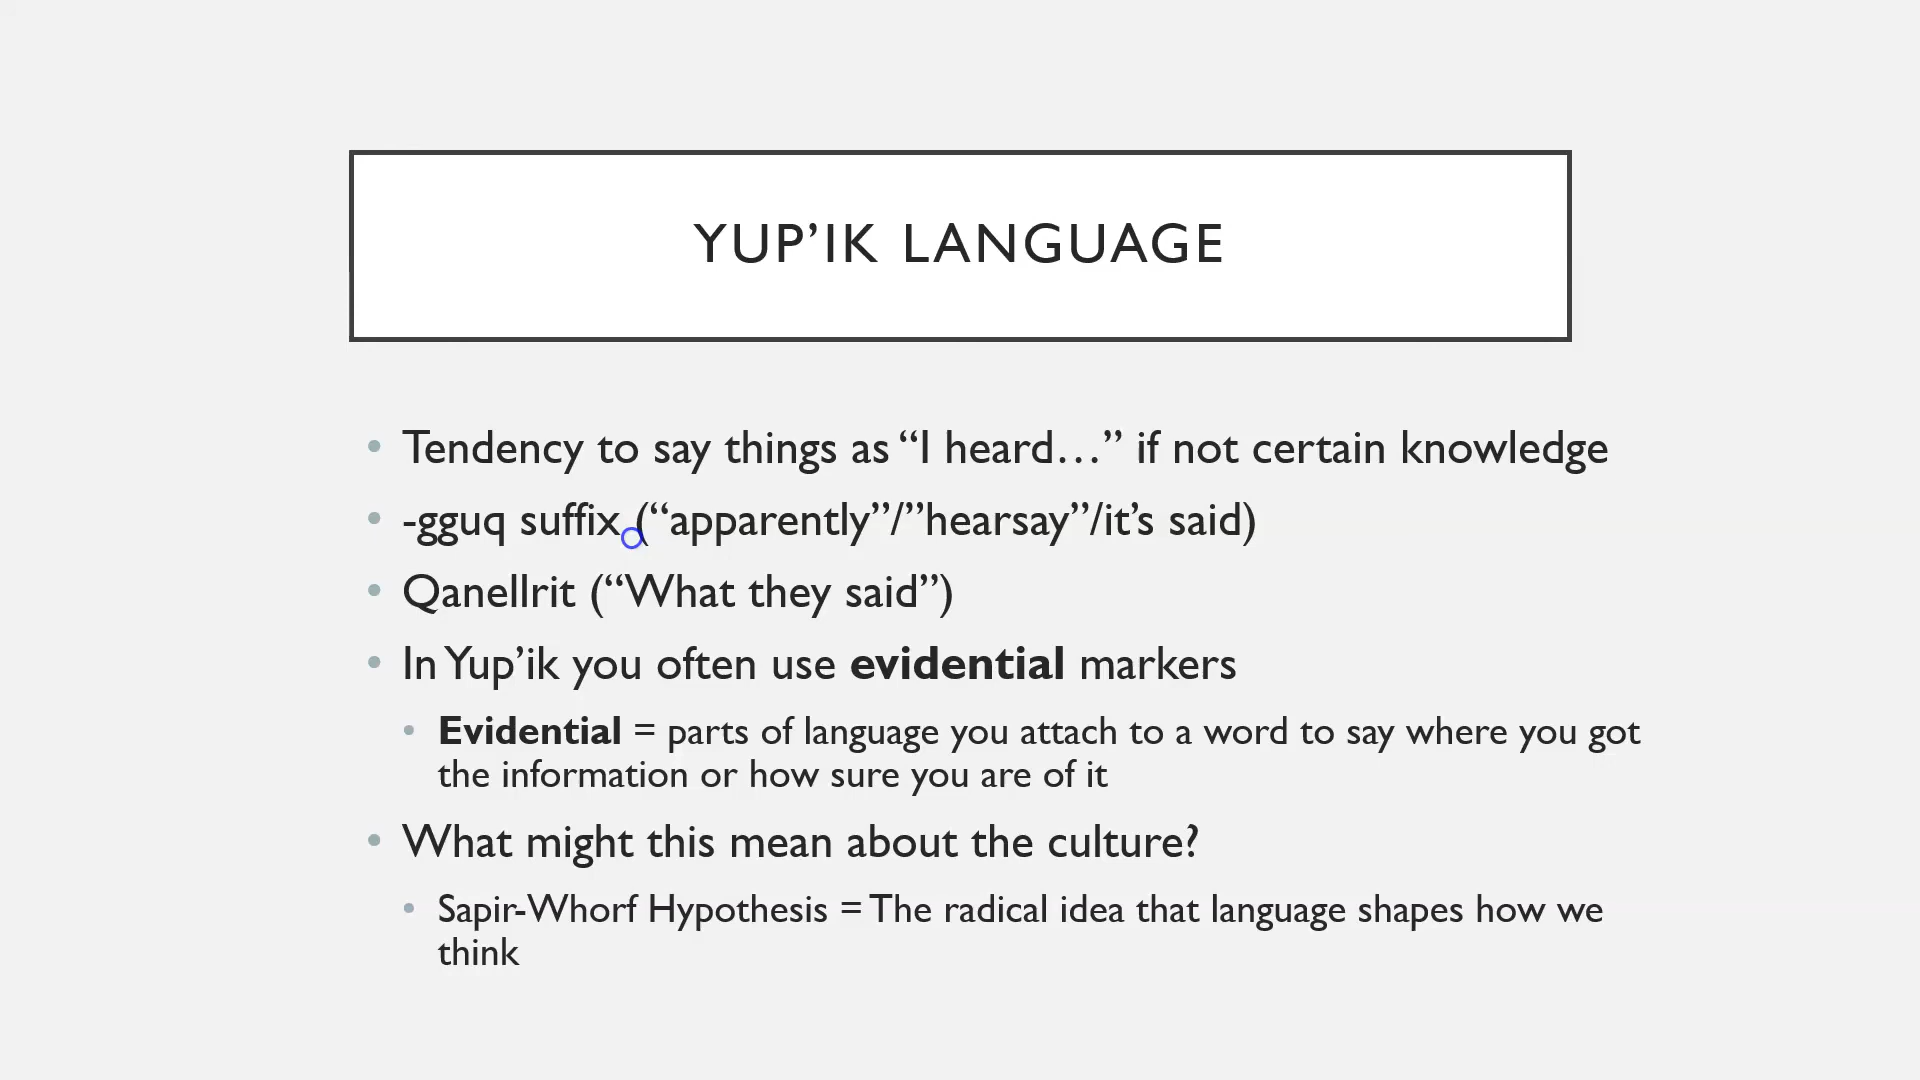 YUP’IK LANGUAGE
• Tendency to say things as “I heard…” if not certain knowledge
• -gguq suffix (“apparently”/”hearsay”/it’s said)
• Qanellrit (“What they said”)
• In Yup’ik you often use evidential markers
• Evidential = parts of language you attach to a word to say where you got
the information or how sure you are of it
• What might this mean about the culture?
• Sapir-Whorf Hypothesis = The radical idea that language shapes how we
think